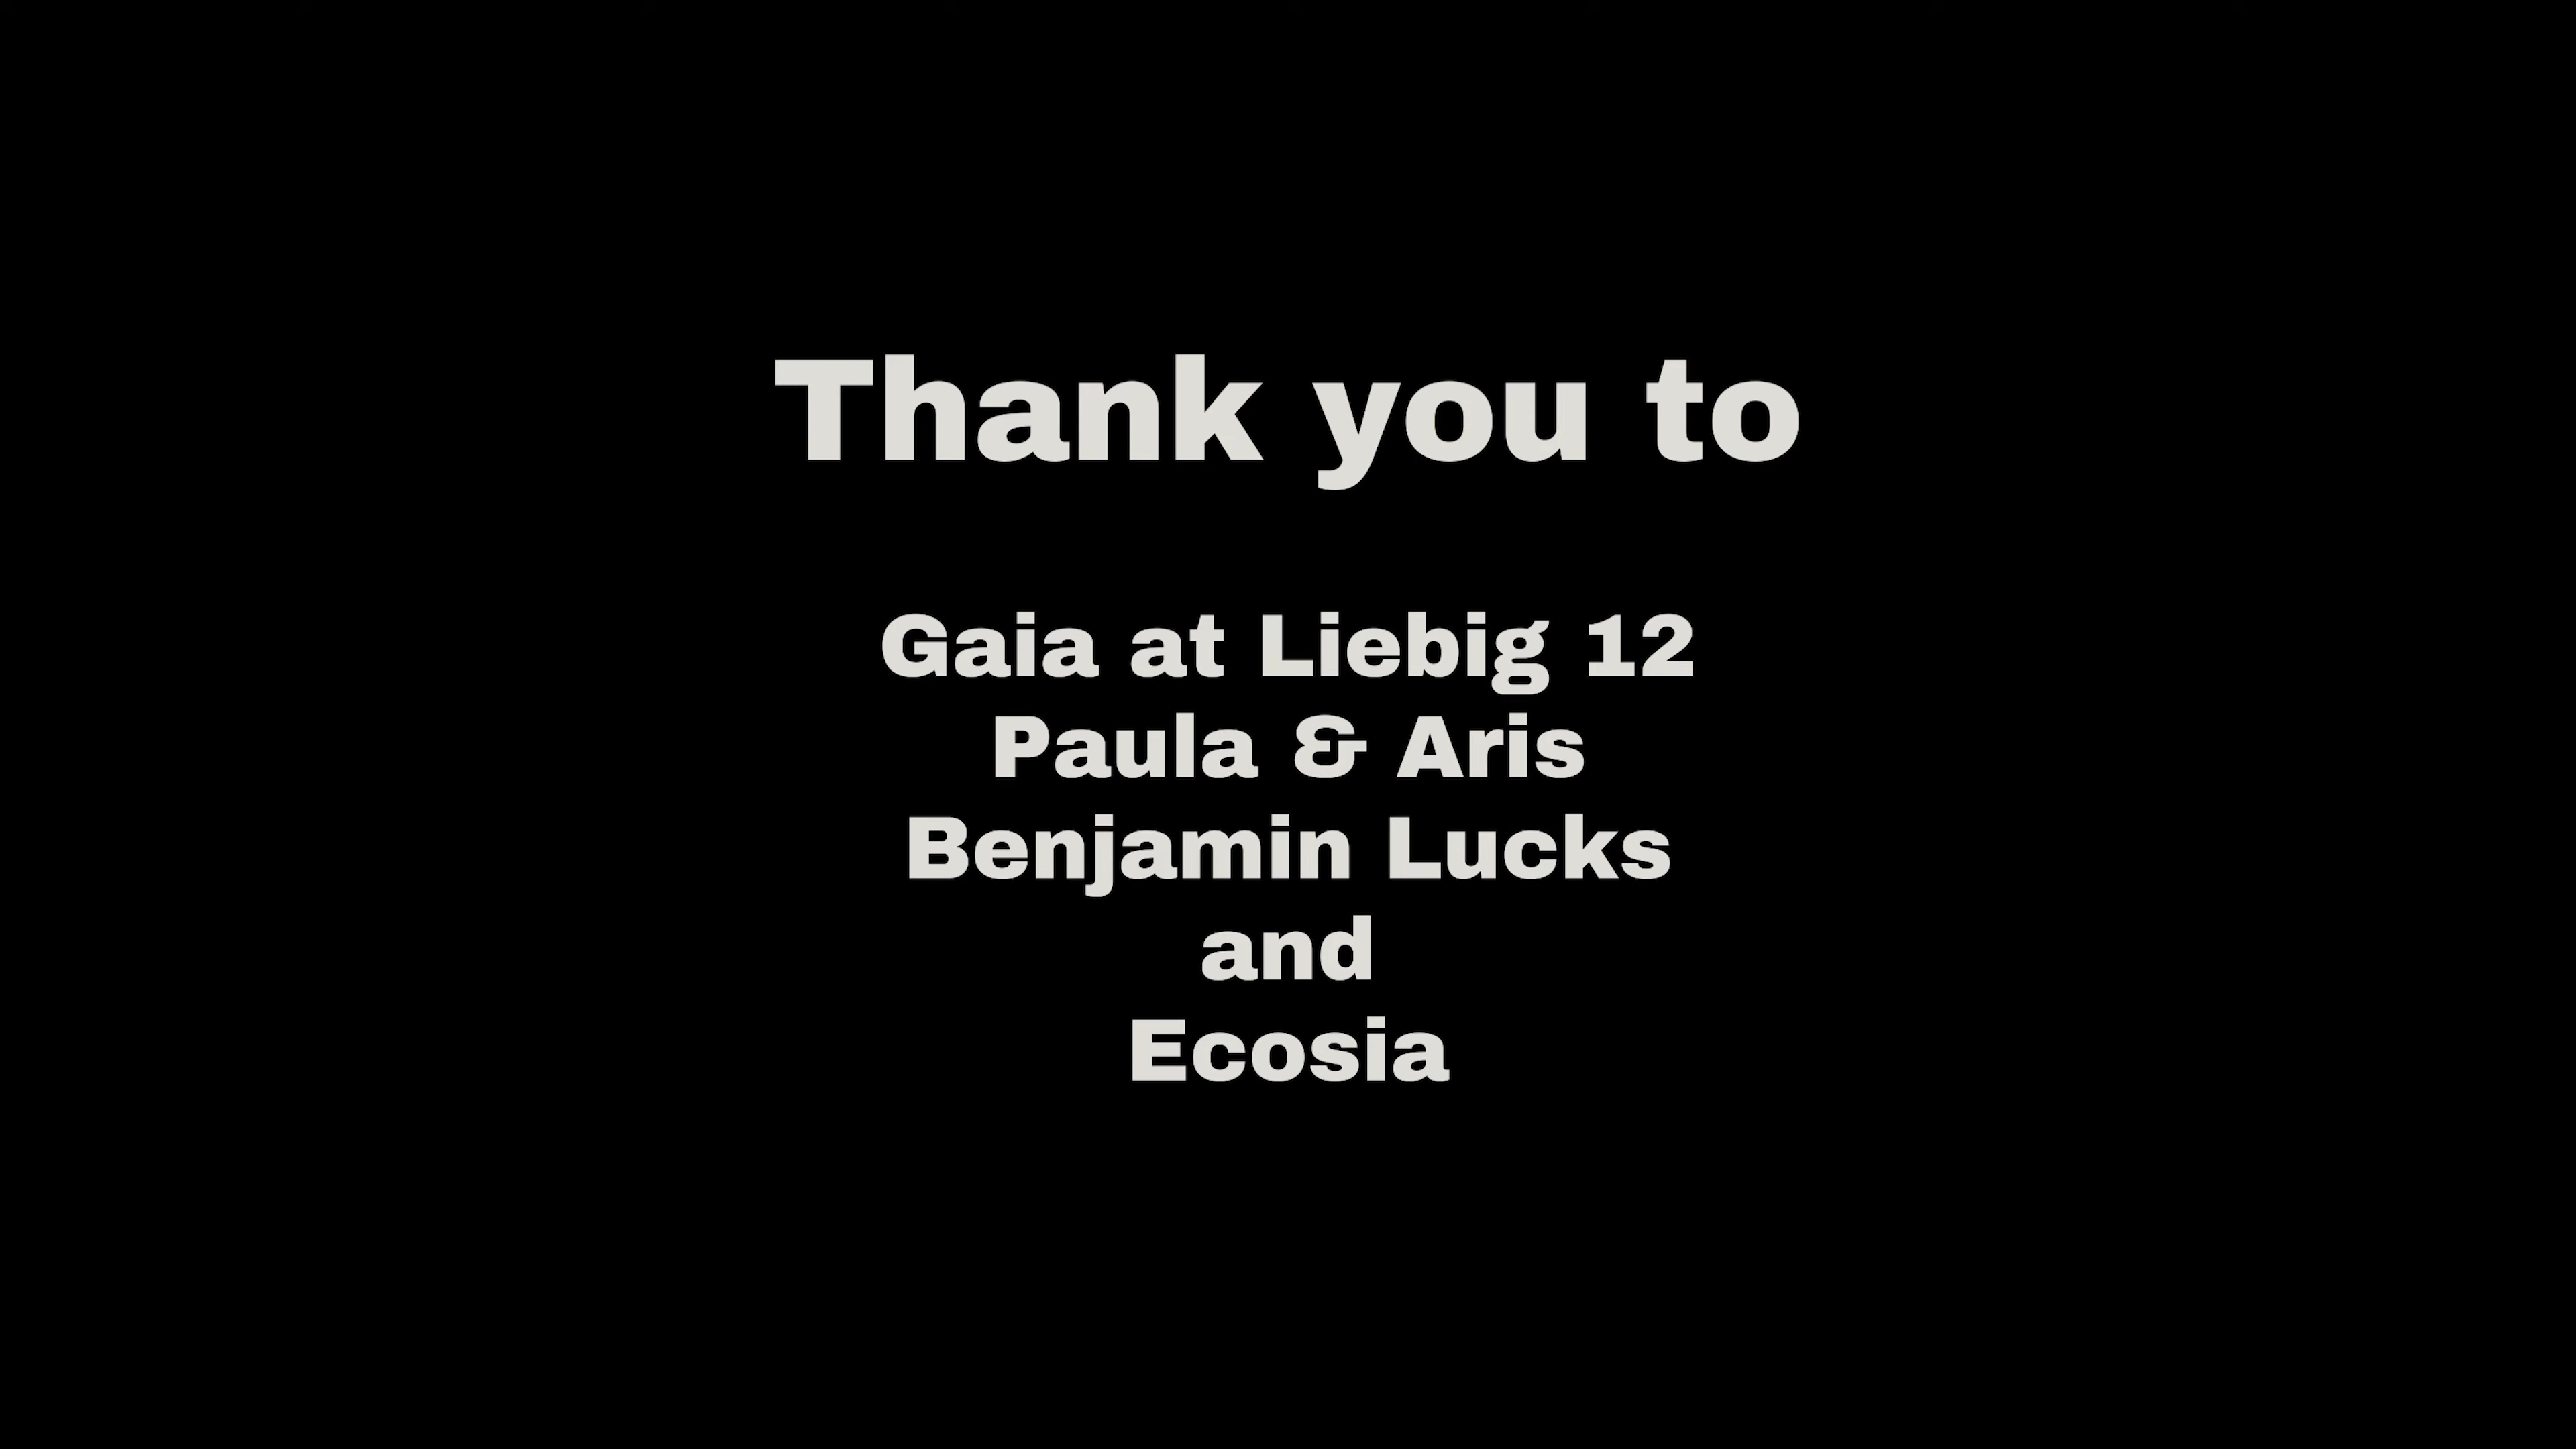 Thank you to
Gaia at Liebig 12
Paula & Aris
Benjamin Lucks
and
Ecosia